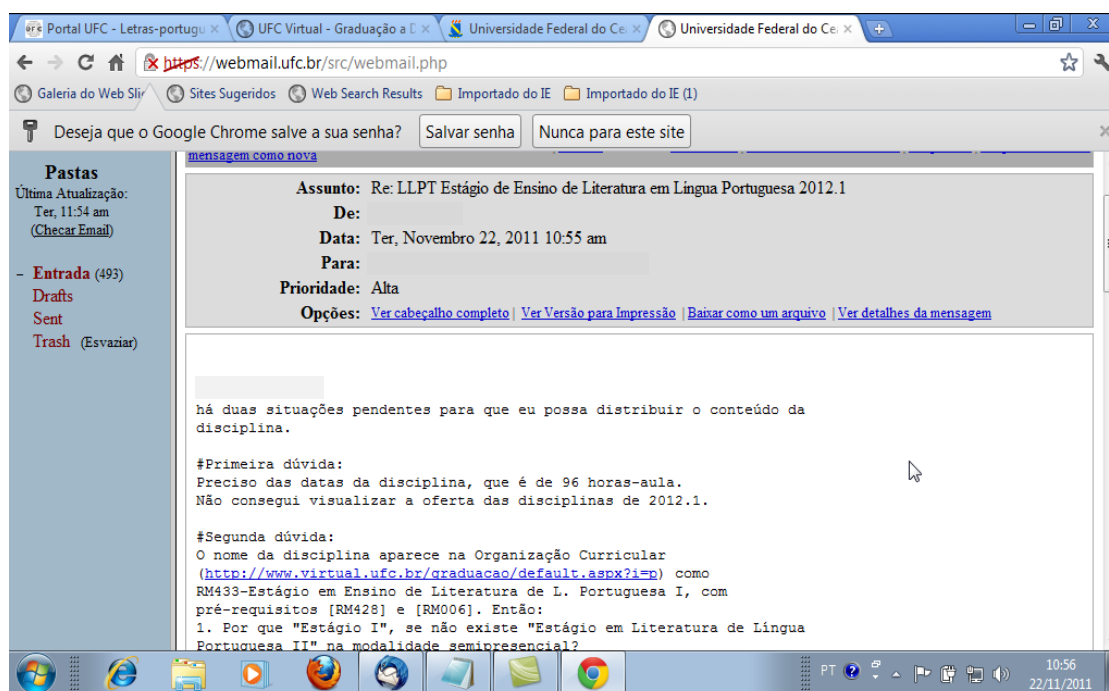 Portal UFC - Letras-portugu
UFC Virtual - Graduação a D
Universidade Federal do Cea
Universidade Federal do Cea
https://webmail.ufc.br/src/webmail.php
Galeria do Web Slic
Sites Sugeridos
Web Search Results
Importado do IE
Importado do IE (1)
Deseja que o Google Chrome salve a sua senha?
Salvar senha
Nunca para este site
Pastas
Última Atualização:
Ter, 11:54 am
(Checar Email)
– Entrada (493)
Drafts
Sent
Trash (Esvaziar)
mensagem como nova
Assunto: Re: LLPT Estágio de Ensino de Literatura em Lingua Portuguesa 2012.1
De:
Data: Ter, Novembro 22, 2011 10:55 am
Para:
Prioridade: Alta
Opções: Ver cabeçalho completo | Ver Versão para Impressão | Baixar como um arquivo | Ver detalhes da mensagem
há duas situações pendentes para que eu possa distribuir o conteúdo da
disciplina.
#Primeira dúvida:
Preciso das datas da disciplina, que é de 96 horas-aula.
Não consegui visualizar a oferta das disciplinas de 2012.1.
#Segunda dúvida:
O nome da disciplina aparece na Organização Curricular
(http://www.virtual.ufc.br/graduacao/default.aspx?i=p) como
RM433-Estágio em Ensino de Literatura de L. Portuguesa I, com
pré-requisitos [RM428] e [RM006]. Então:
1. Por que "Estágio I", se não existe "Estágio em Literatura de Língua
Portuguesa II" na modalidade semipresencial?
PT
10:56
22/11/2011